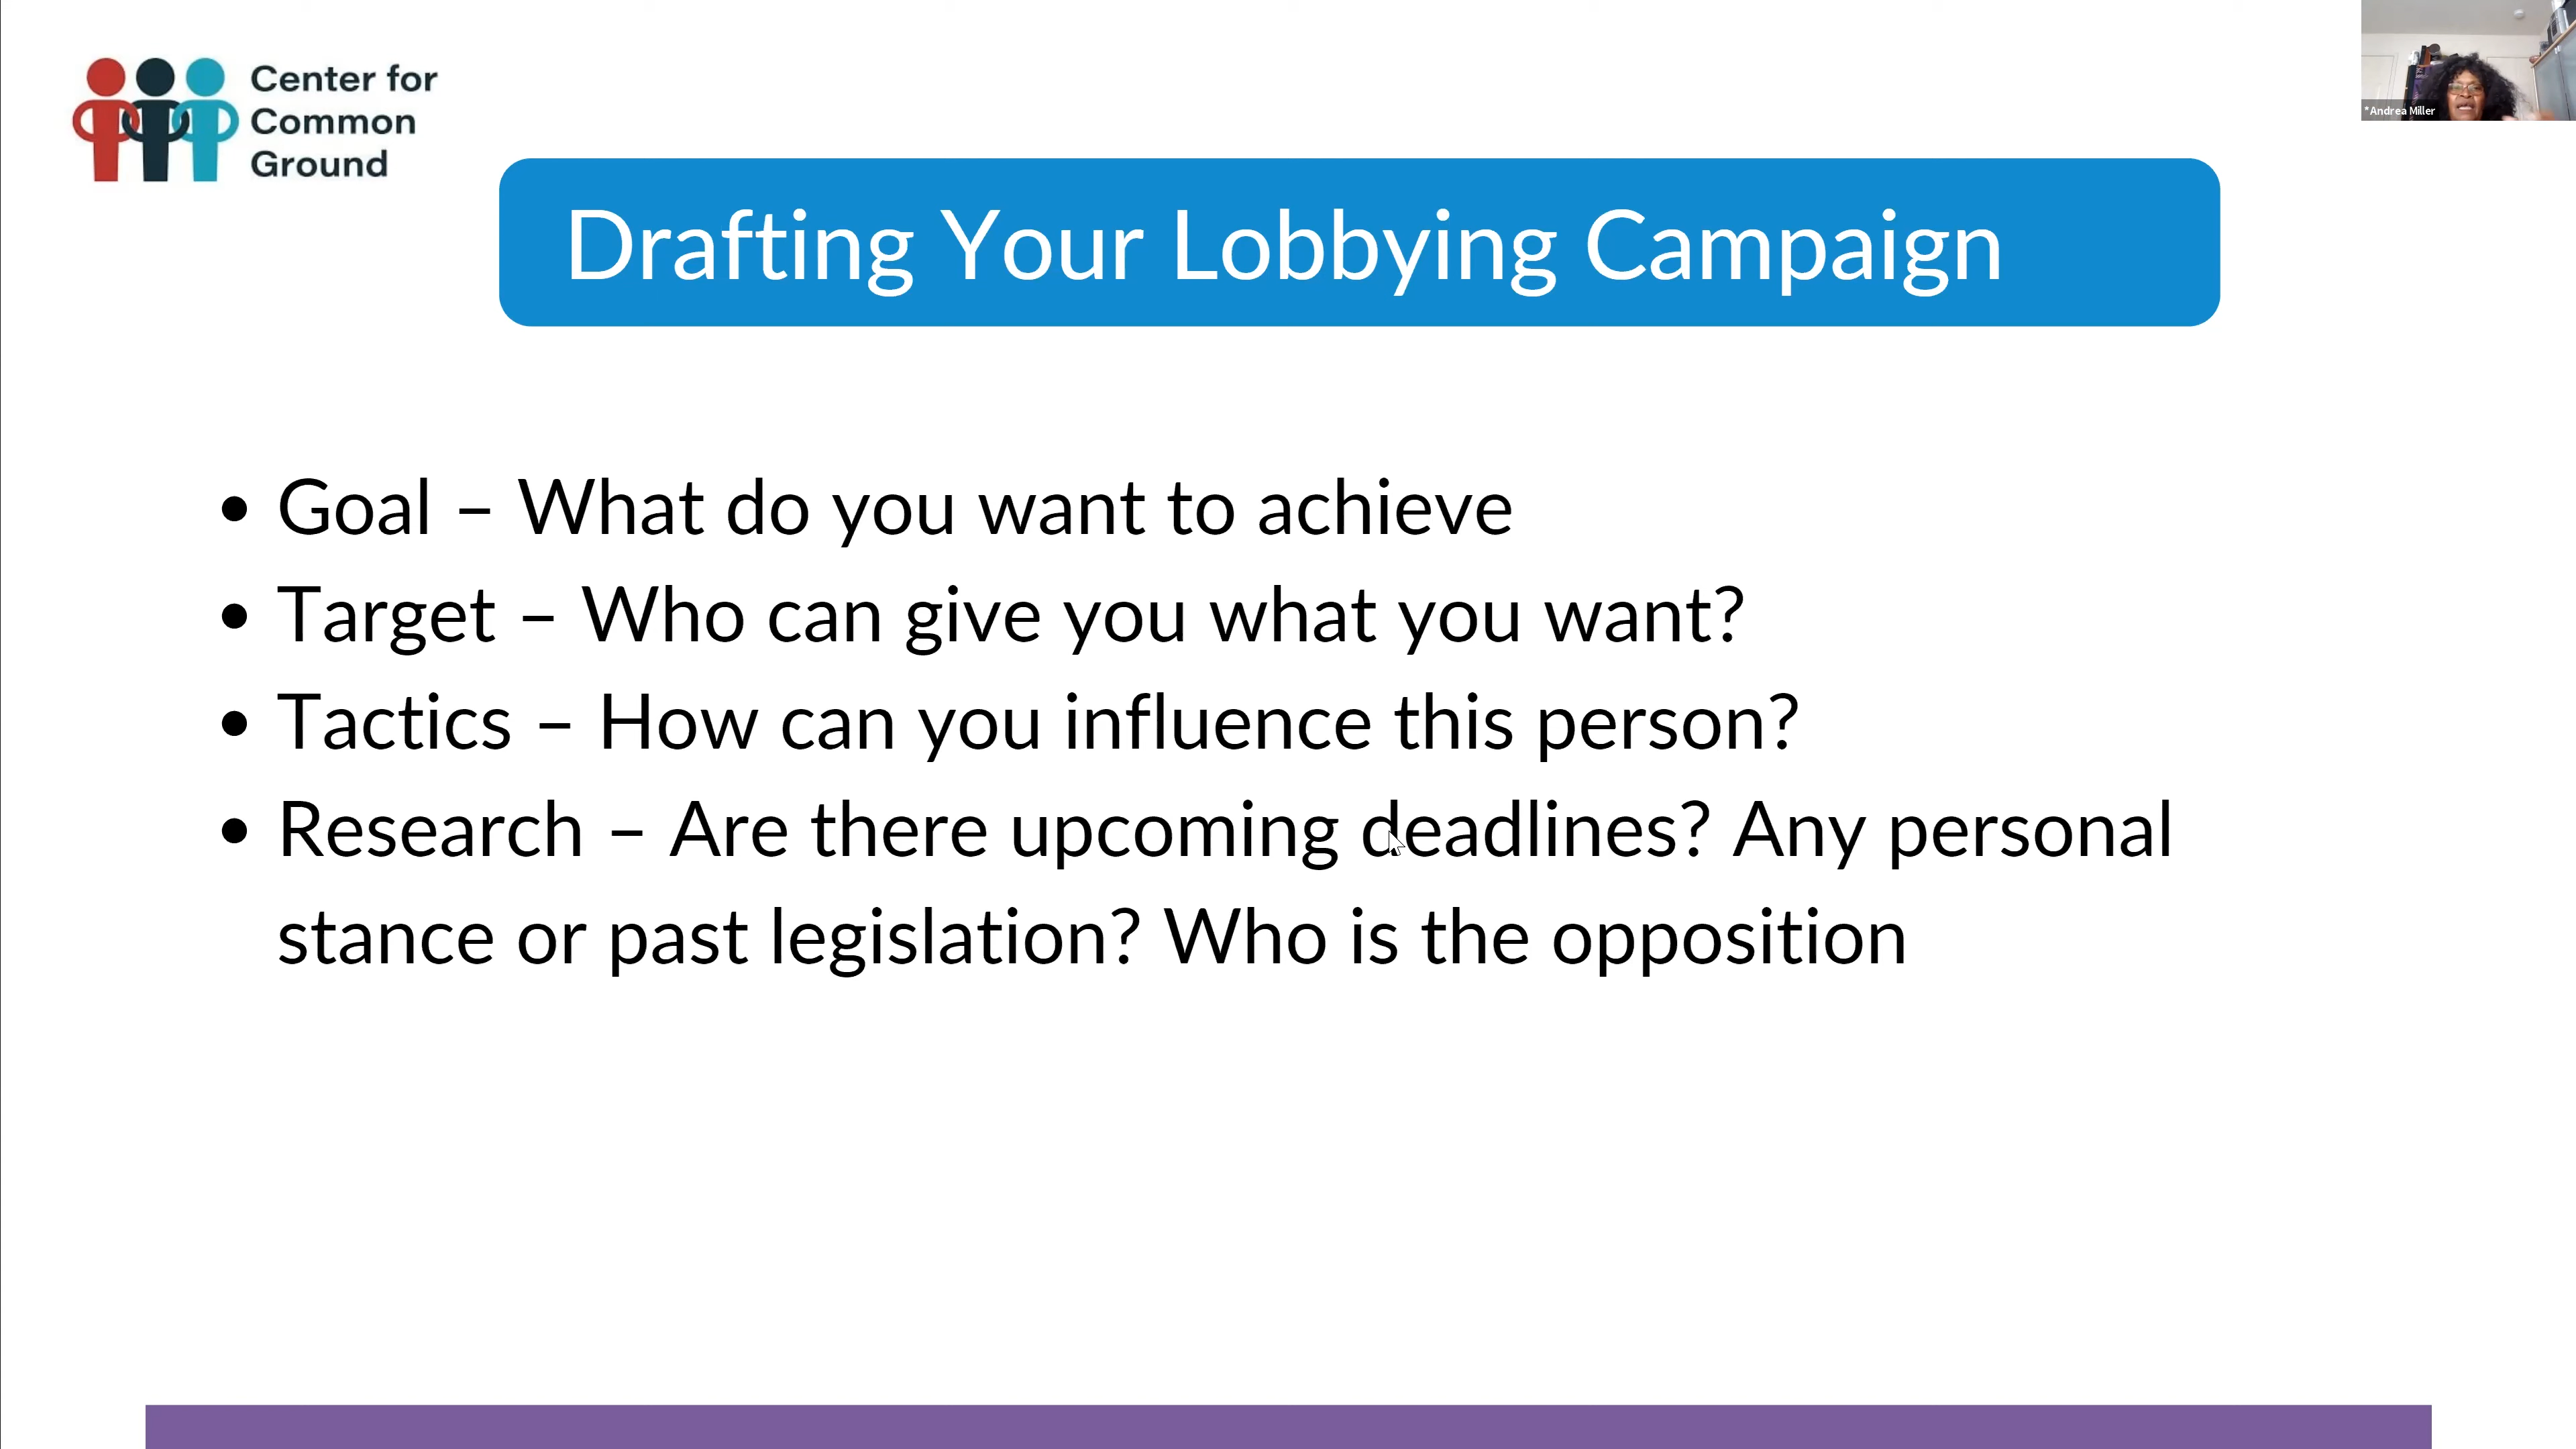 Center for
Common
Ground
*Andrea Miller
Drafting Your Lobbying Campaign
• Goal – What do you want to achieve
• Target – Who can give you what you want?
• Tactics – How can you influence this person?
• Research – Are there upcoming deadlines? Any personal
stance or past legislation? Who is the opposition